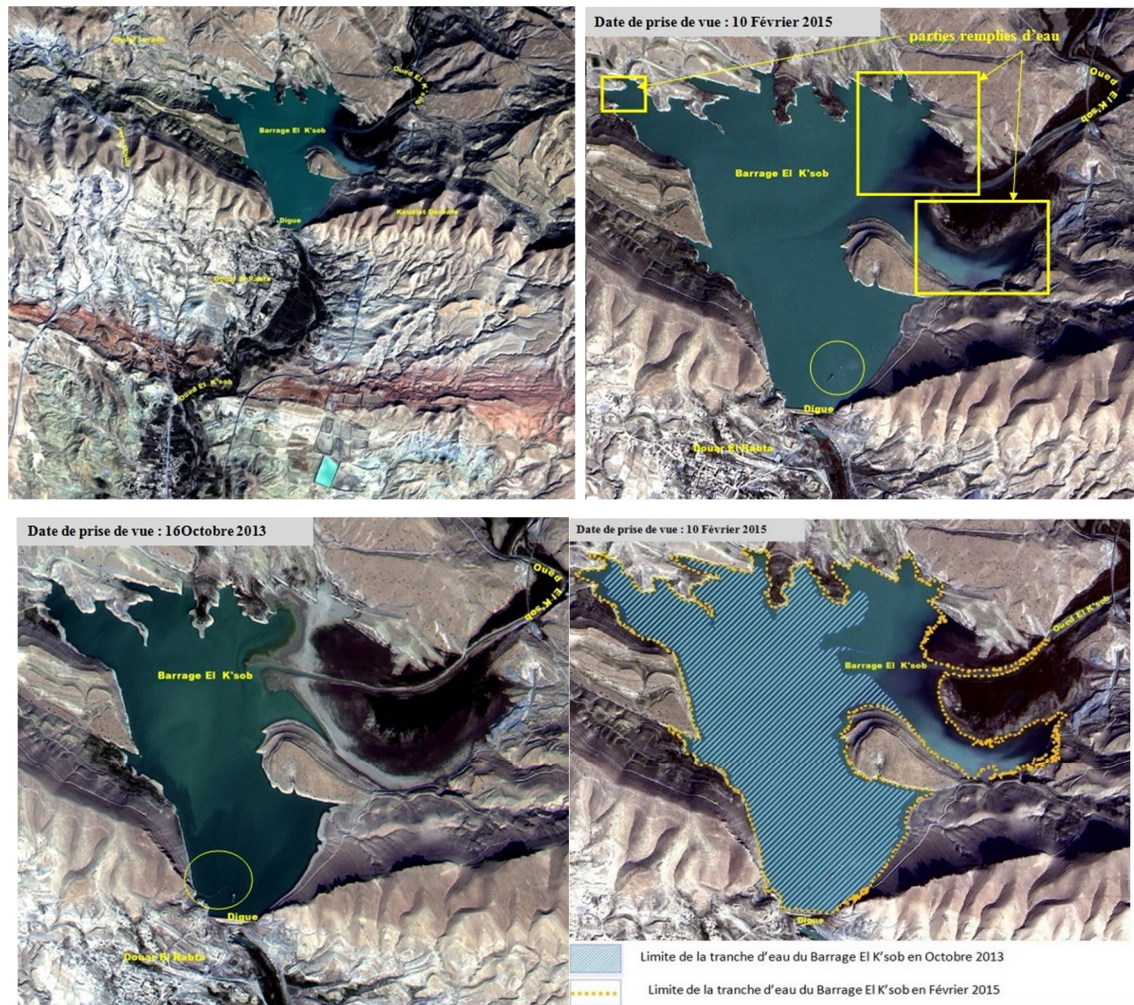 Oued El K'sob
Barrage El K'sob
Koudiet Dorada
Digue
Oued El K'sob
Date de prise de vue : 10 Février 2015
parties remplies d'eau
Oued El K'sob
Barrage El K'sob
Digue
Douar El Rabta
Date de prise de vue : 16Octobre 2013
Oued El K'sob
Barrage El K'sob
Digue
Douar El Rabta
Date de prise de vue : 10 Février 2015
Oued El K'sob
Barrage El K'sob
Digue
Limite de la tranche d'eau du Barrage El K'sob en Octobre 2013
Limite de la tranche d'eau du Barrage El K'sob en Février 2015